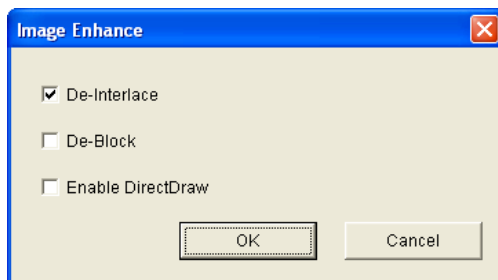 Image Enhance
De-Interlace
De-Block
Enable DirectDraw
OK Cancel